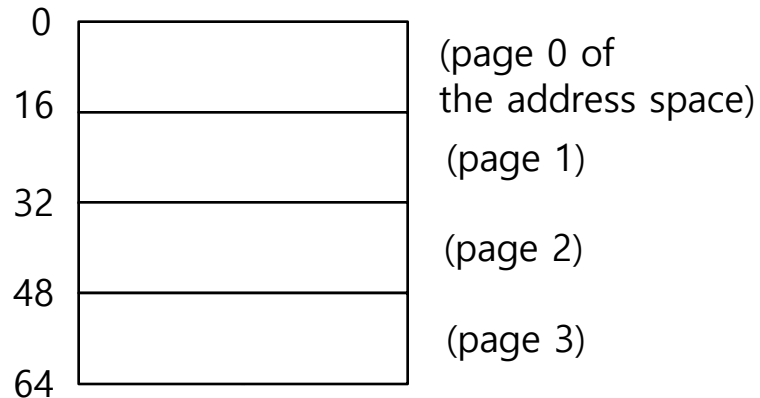 0
(page 0 of
the address space)
16
(page 1)
32
(page 2)
48
(page 3)
64